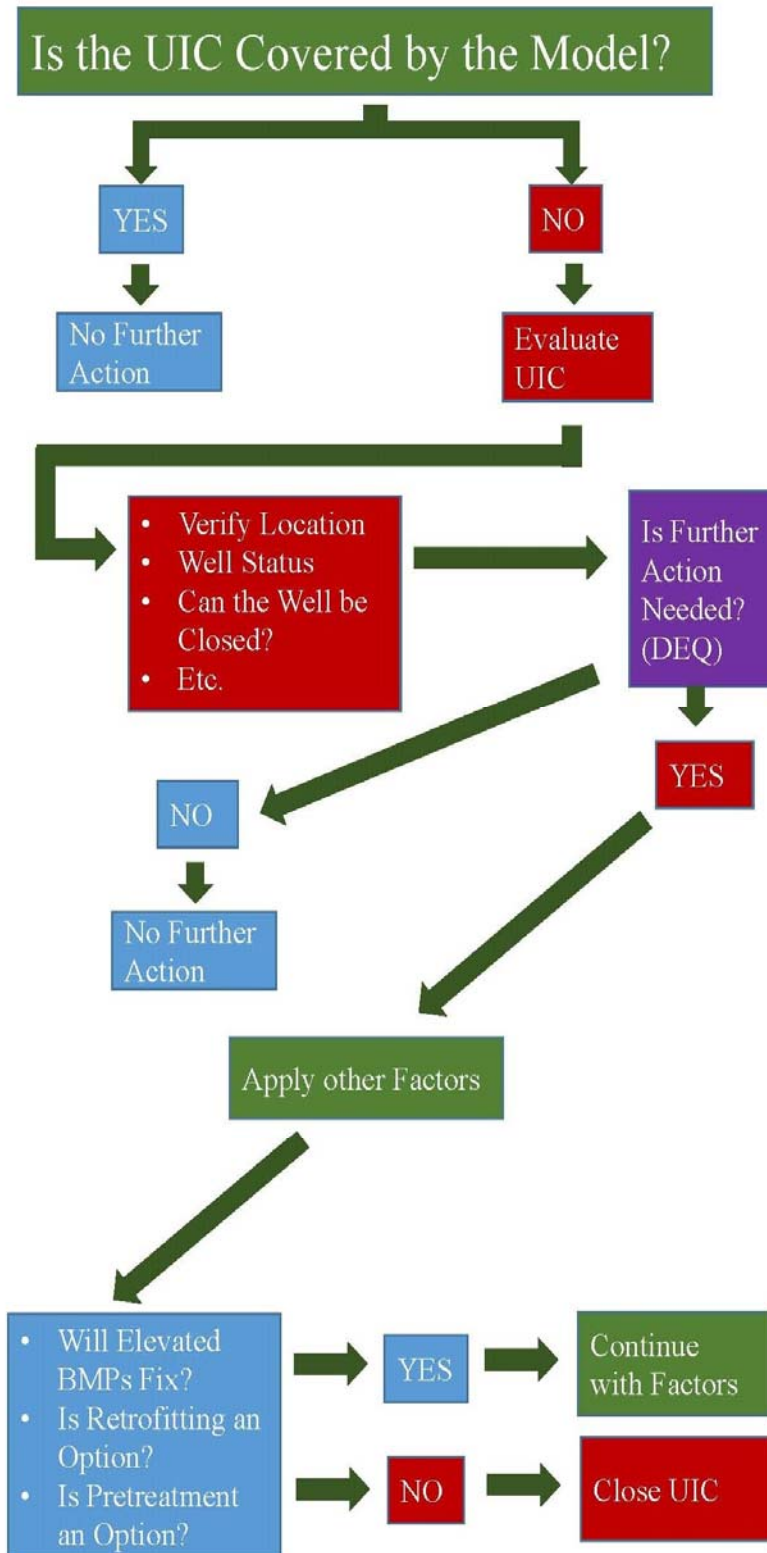 Is the UIC Covered by the Model?
YES
NO
No Further
Action
Evaluate
UIC
• Verify Location
• Well Status
• Can the Well be
Closed?
• Etc.
Is Further
Action
Needed?
(DEQ)
NO
YES
No Further
Action
Apply other Factors
• Will Elevated
BMPs Fix?
• Is Retrofitting an
Option?
• Is Pretreatment
an Option?
YES
Continue
with Factors
NO
Close UIC